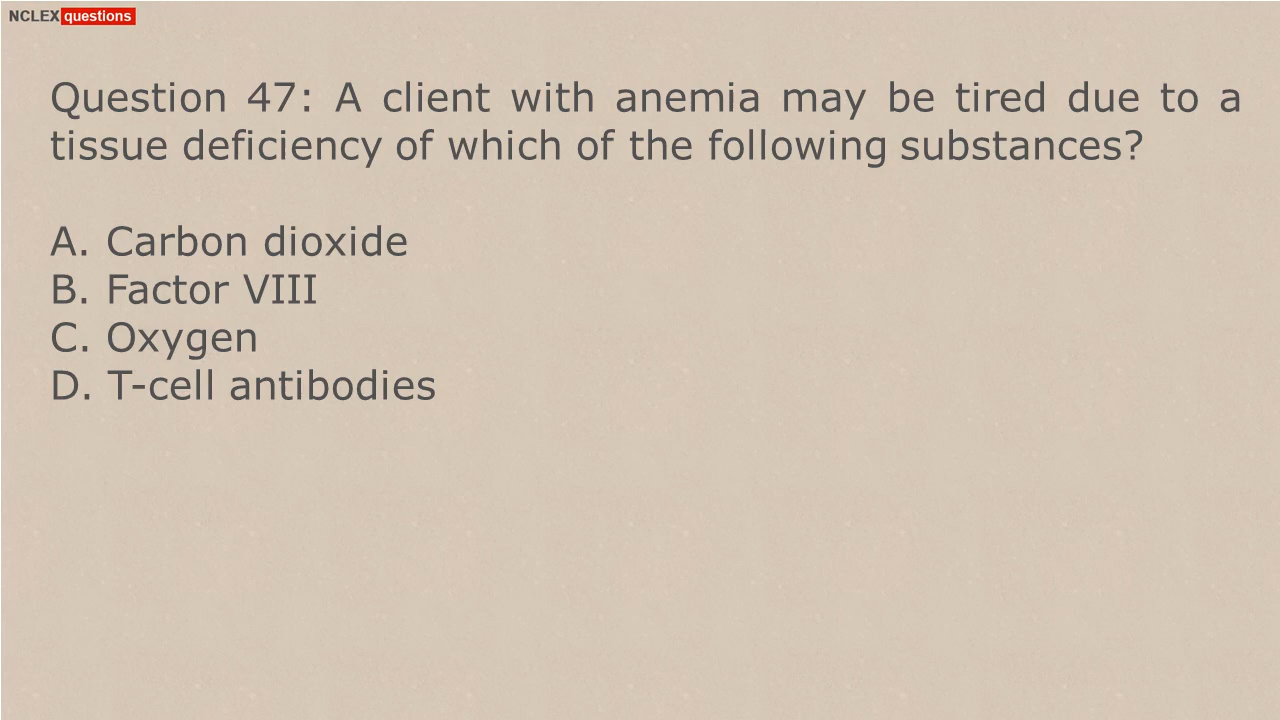 NCLEX questions
Question 47: A client with anemia may be tired due to a
tissue deficiency of which of the following substances?
A. Carbon dioxide
B. Factor VIII
C. Oxygen
D. T-cell antibodies